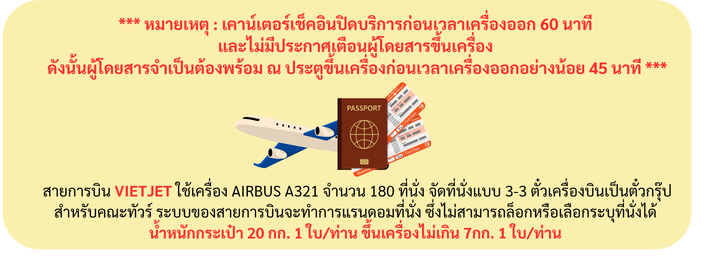 *** หมายเหตุ : เคาน์เตอร์เช็คอินปิดบริการก่อนเวลาเครื่องออก 60 นาที
และไม่มีประกาศเตือนผู้โดยสารขึ้นเครื่อง
ดังนั้นผู้โดยสารจำเป็นต้องพร้อม ณ ประตูขึ้นเครื่องก่อนเวลาเครื่องออกอย่างน้อย 45 นาที ***
PASSPORT
สายการบิน VIETJET ใช้เครื่อง AIRBUS A321 จำนวน 180 ที่นั่ง จัดที่นั่งแบบ 3-3 ตั๋วเครื่องบินเป็นตั๋วกรุ๊ป
สำหรับคณะทัวร์ ระบบของสายการบินจะทำการแรนดอมที่นั่ง ซึ่งไม่สามารถล็อกหรือเลือกระบุที่นั่งได้
น้ำหนักกระเป๋า 20 กก. 1 ใบ/ท่าน ขึ้นเครื่องไม่เกิน 7กก. 1 ใบ/ท่าน